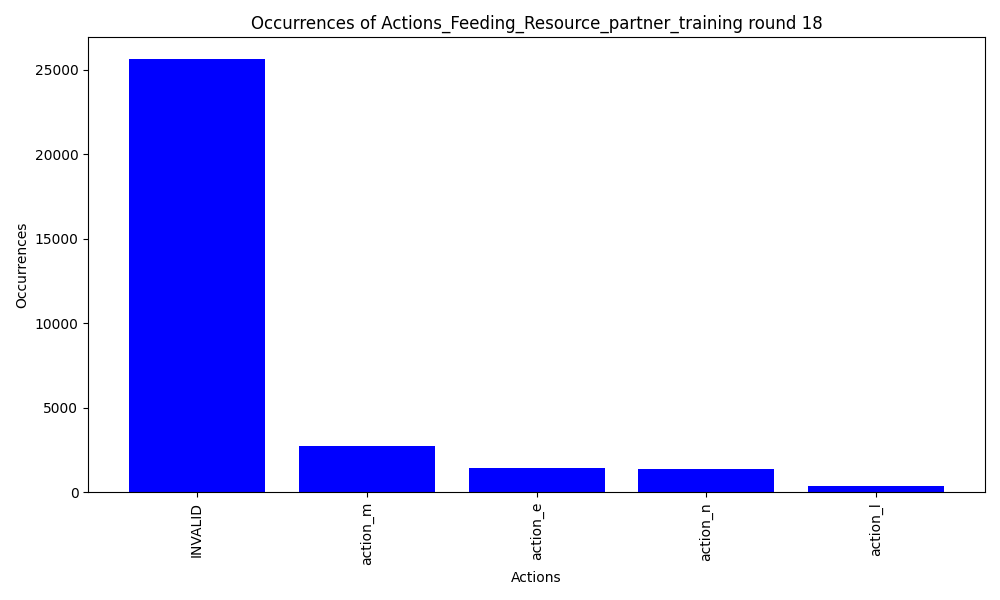 Occurrences of Actions_Feeding_Resource_partner_training round 18
25000
20000
15000
10000
5000
0
Occurrences
INVALID
action_m
action_e
action_n
action_l
Actions